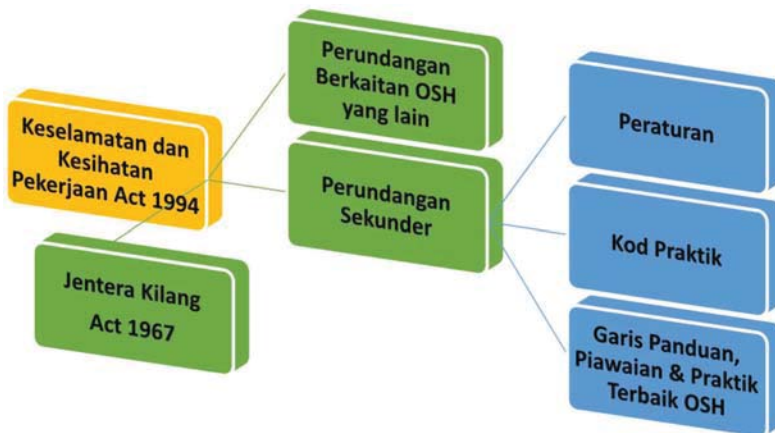 Keselamatan dan
Kesihatan
Pekerjaan Act 1994
Jentera Kilang
Act 1967
Perundangan
Berkaitan OSH
yang lain
Perundangan
Sekunder
Peraturan
Kod Praktik
Garis Panduan,
Piawaian & Praktik
Terbaik OSH